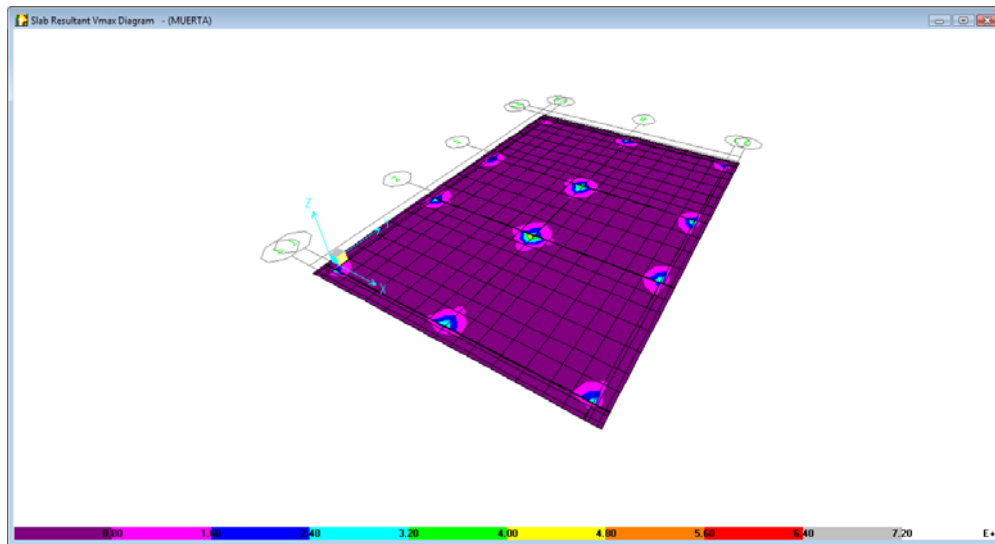 Slab Resultant Vmax Diagram - (MUERTA)
Z
X
0.80 1.60 2.40 3.20 4.00 4.80 5.60 6.40 7.20 E+